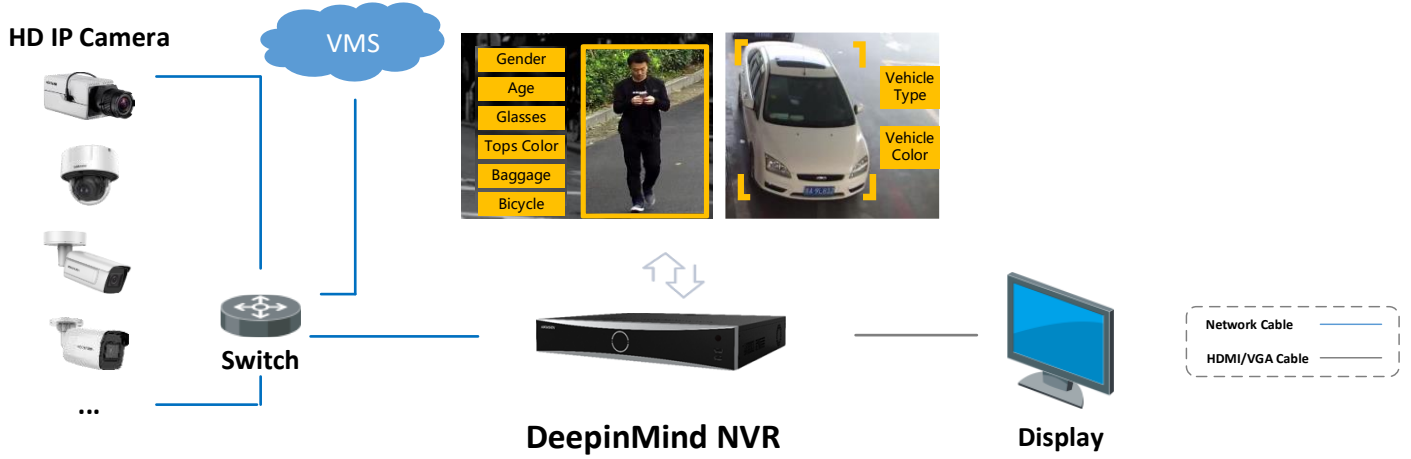 HD IP Camera
VMS
Gender
Age
Glasses
Tops Color
Baggage
Bicycle
Vehicle
Type
Vehicle
Color
Switch
...
DeepinMind NVR
Display
Network Cable
HDMI/VGA Cable